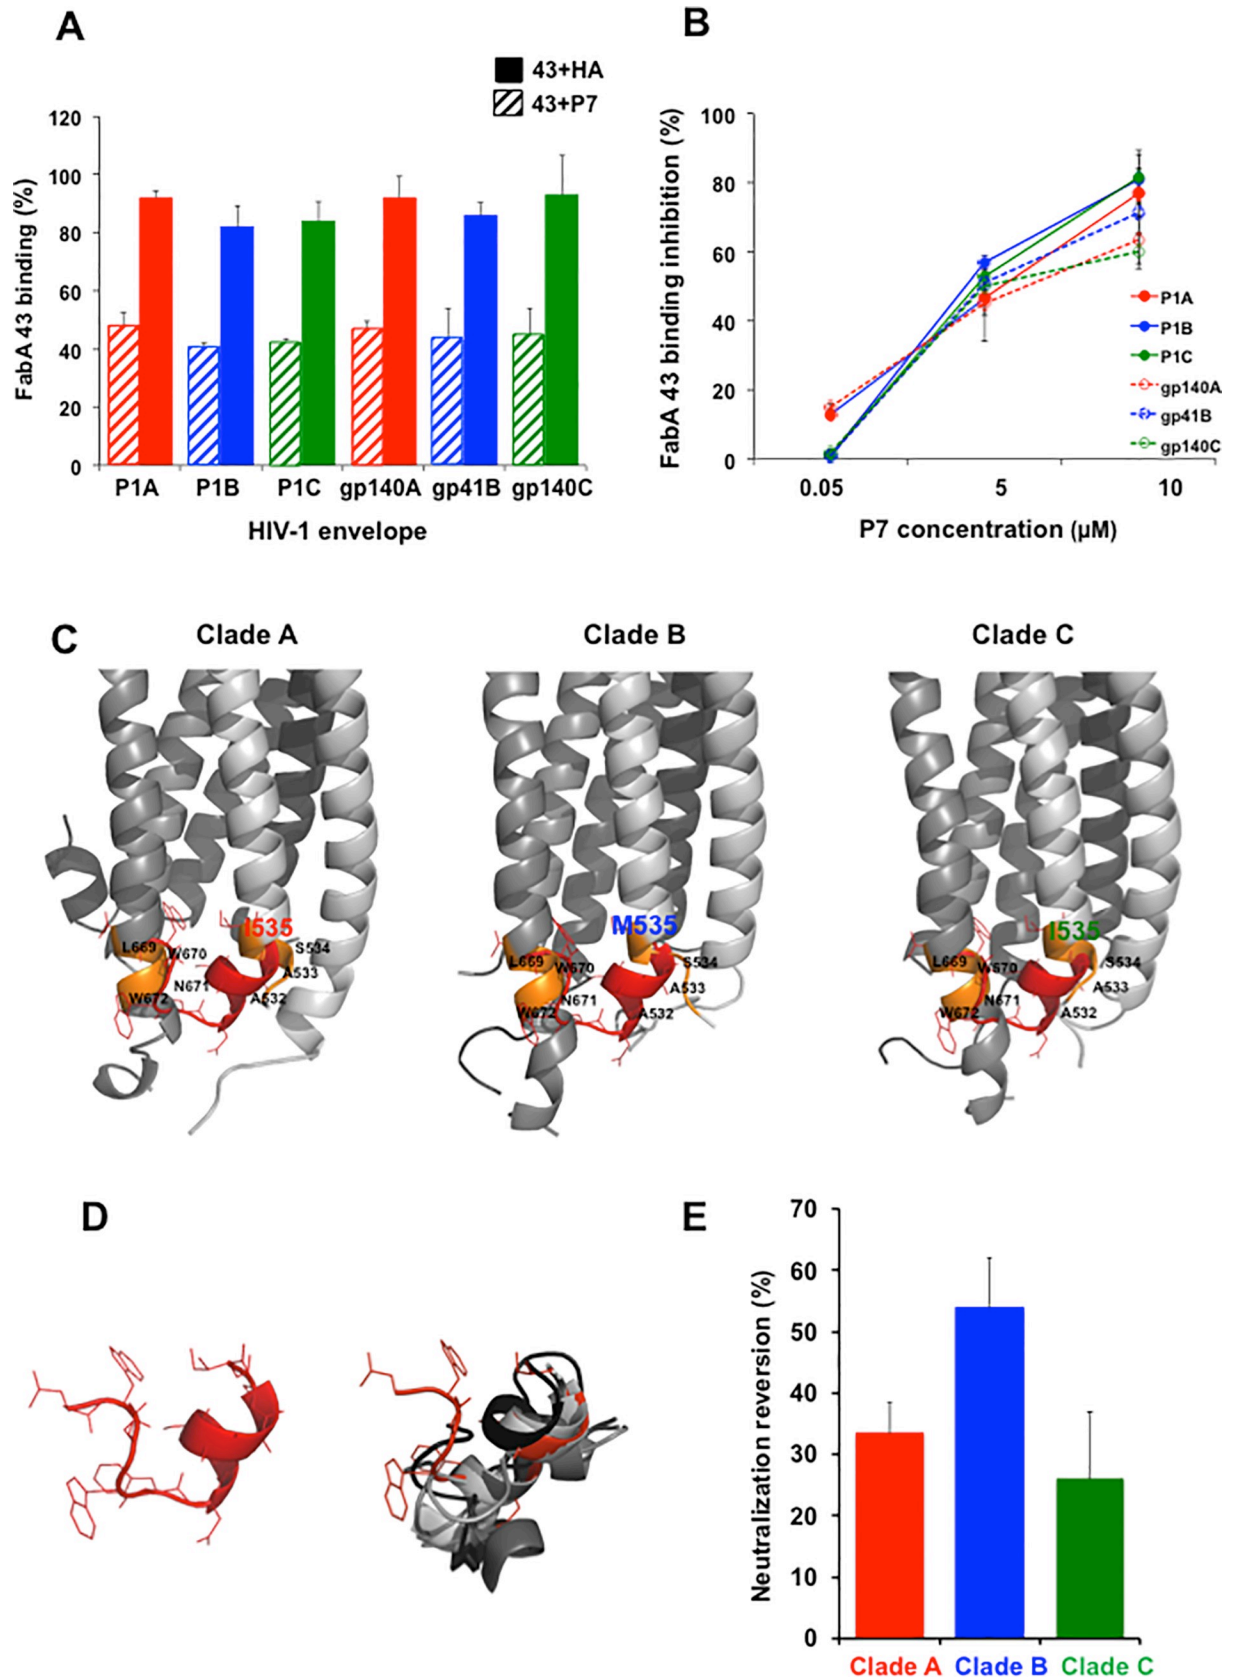 A
43+HA
43+P7
FabA 43 binding (%)
120
100
80
60
40
20
0
P1A P1B P1C gp140A gp41B gp140C
HIV-1 envelope
B
FabA 43 binding inhibition (%)
100
80
60
40
20
0
0.05 5 10
P7 concentration (µM)
P1A
P1B
P1C
gp140A
gp41B
gp140C
C
Clade A
I535
L669
W670
S534
A533
N671
W672
A532
Clade B
M535
L669
W670
S534
A533
N671
W672
A532
Clade C
I535
L669
W670
S534
A533
N671
W672
A532
D
E
Neutralization reversion (%)
70
60
50
40
30
20
10
0
Clade A Clade B Clade C